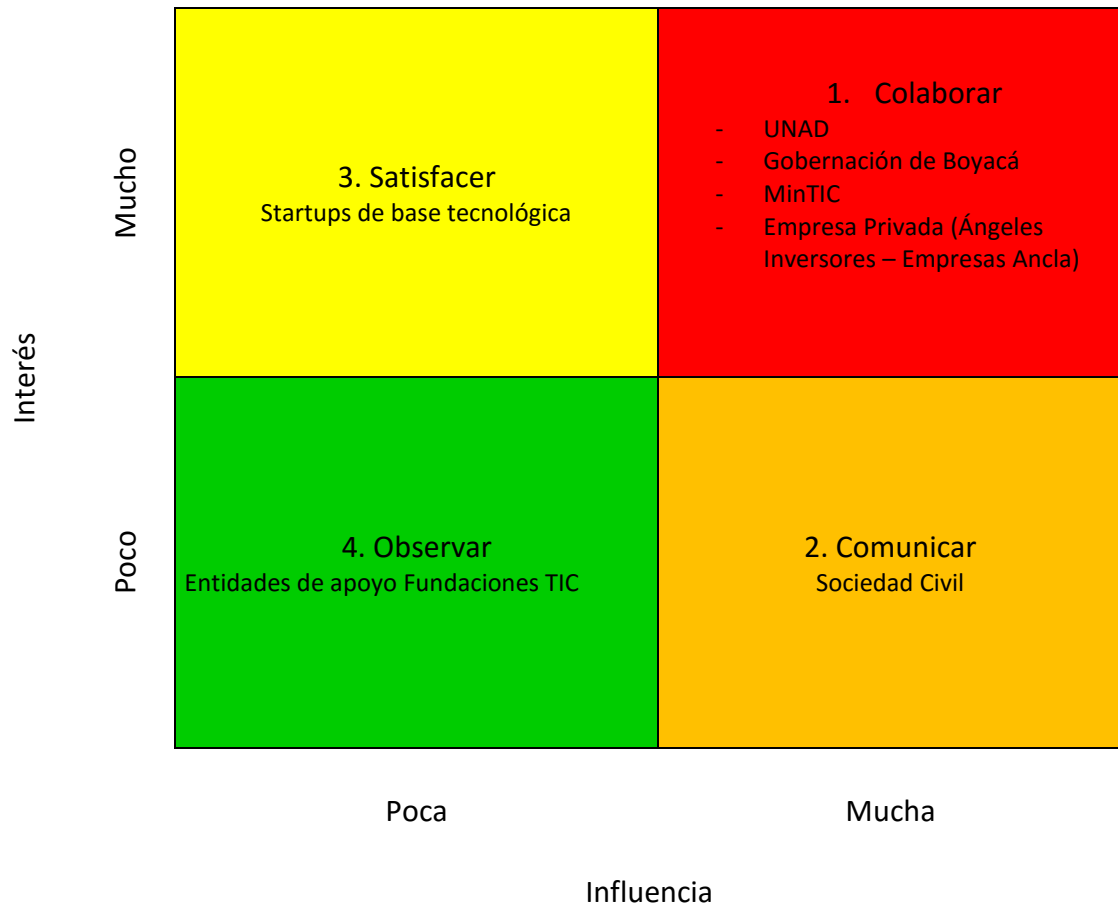 Mucho
Interés
Poco
3. Satisfacer
Startups de base tecnológica
1. Colaborar
- UNAD
- Gobernación de Boyacá
- MinTIC
- Empresa Privada (Ángeles
Inversores – Empresas Ancla)
4. Observar
Entidades de apoyo Fundaciones TIC
2. Comunicar
Sociedad Civil
Poca
Mucha
Influencia